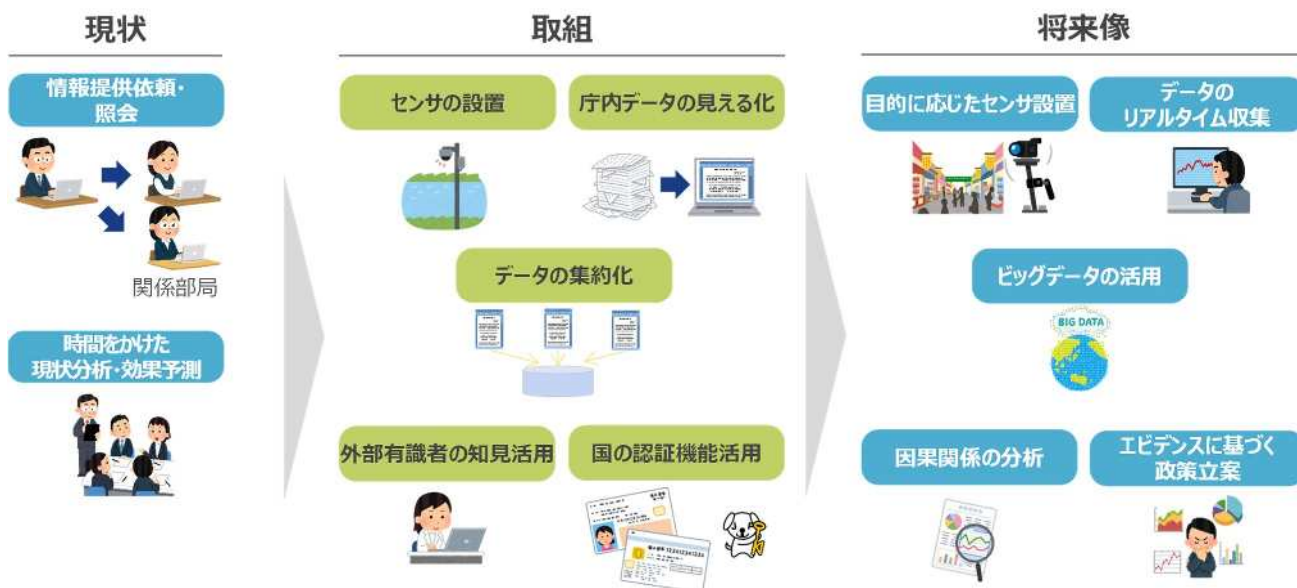 現状
情報提供依頼・
照会
関係部局
時間をかけた
現状分析・効果予測
取組
センサの設置
庁内データの見える化
データの集約化
外部有識者の知見活用
国の認証機能活用
将来像
目的に応じたセンサ設置
データの
リアルタイム収集
ビッグデータの活用
BIG DATA
因果関係の分析
エビデンスに基づく
政策立案